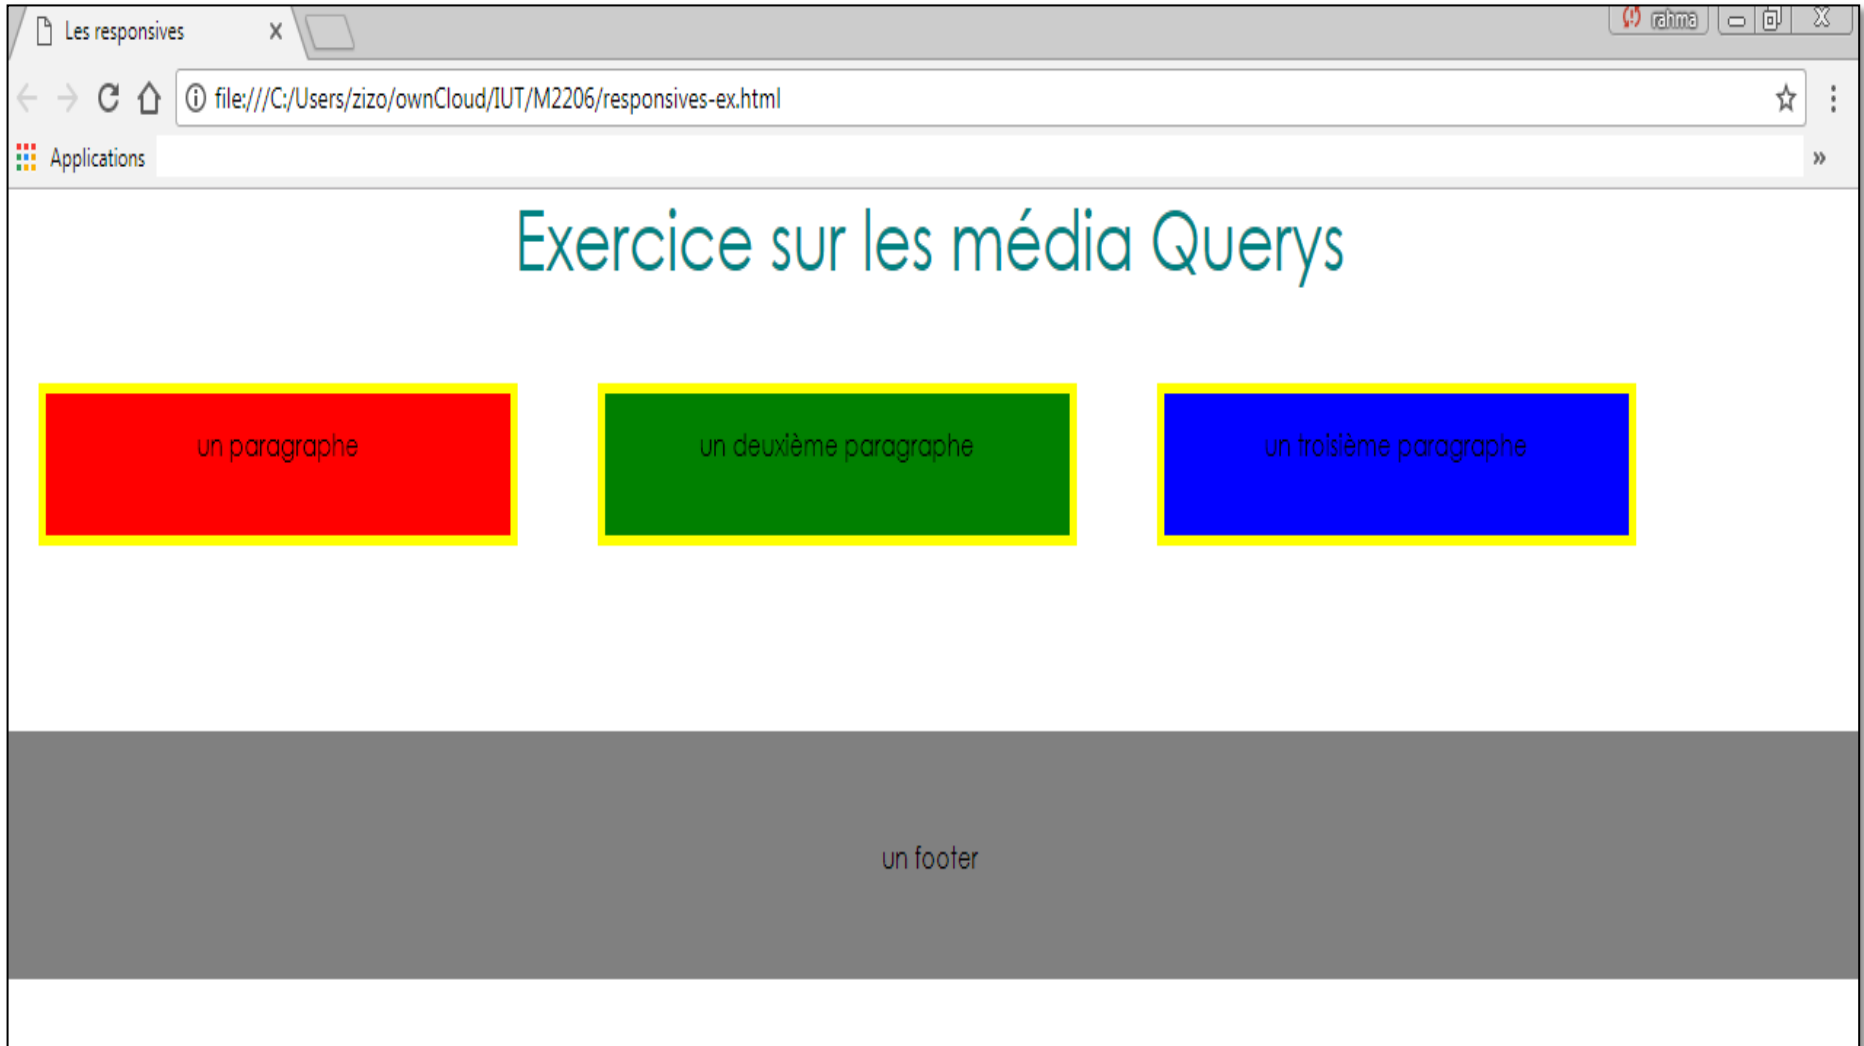 Les responsives
rahma
file:///C:/Users/zizo/ownCloud/IUT/M2206/responsives-ex.html
Applications
Exercice sur les média Querys
un paragraphe
un deuxième paragraphe
un troisième paragraphe
un footer